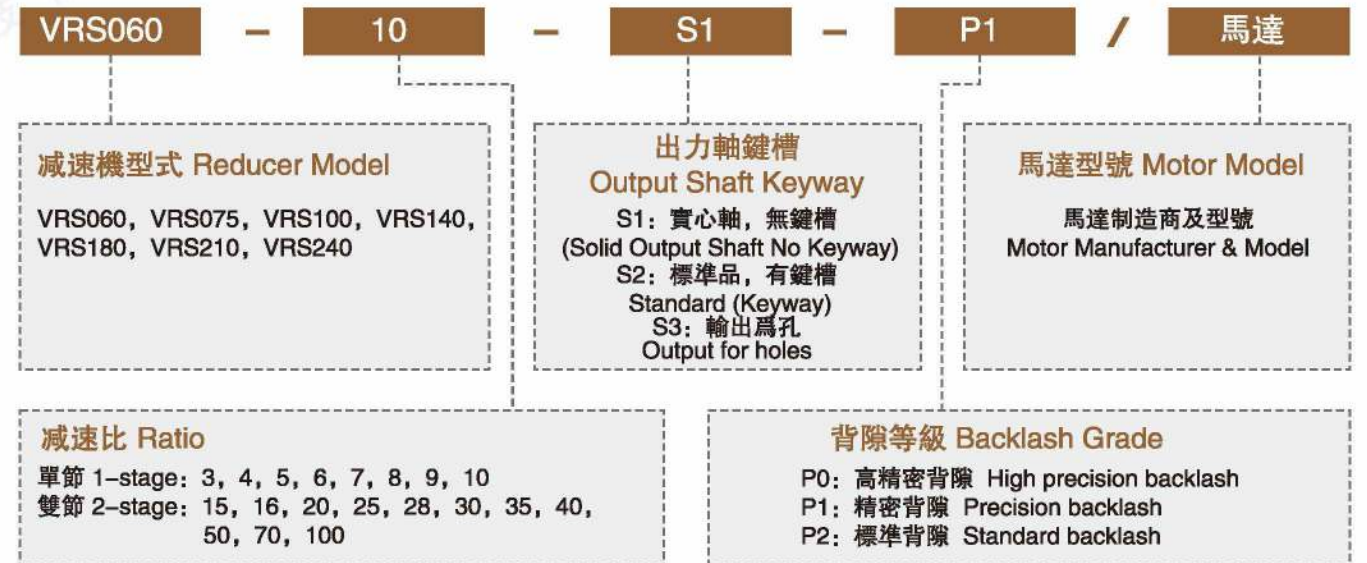 VRS060 – 10 – S1 – P1 / 馬達
减速機型式 Reducer Model
VRS060，VRS075，VRS100，VRS140，
VRS180，VRS210，VRS240
出力軸鍵槽
Output Shaft Keyway
S1：實心軸，無鍵槽
(Solid Output Shaft No Keyway)
S2：標準品，有鍵槽
Standard (Keyway)
S3：輸出爲孔
Output for holes
馬達型號 Motor Model
馬達制造商及型號
Motor Manufacturer & Model
减速比 Ratio
單節 1–stage：3，4，5，6，7，8，9，10
雙節 2–stage：15，16，20，25，28，30，35，40，
50，70，100
背隙等級 Backlash Grade
P0：高精密背隙 High precision backlash
P1：精密背隙 Precision backlash
P2：標準背隙 Standard backlash